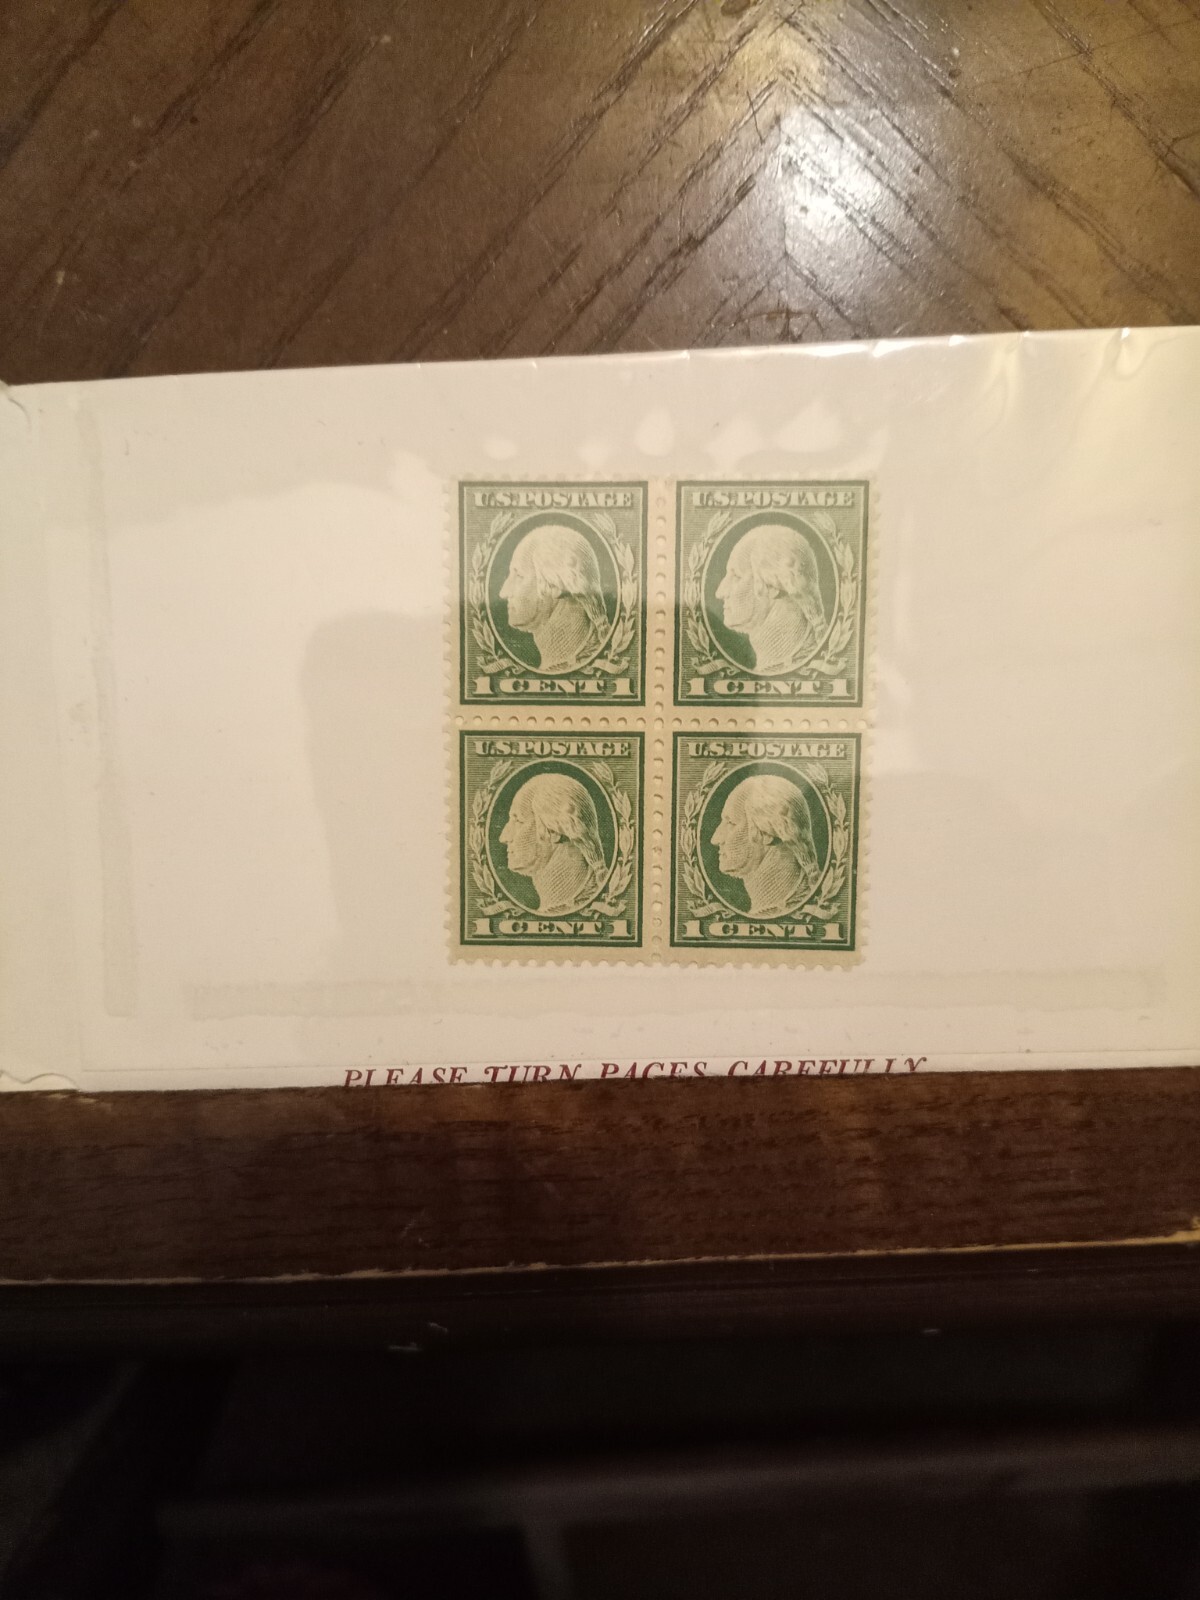 U.S. POSTAGE U.S. POSTAGE
1 CENT 1 1 CENT 1
U.S. POSTAGE U.S. POSTAGE
1 CENT 1 1 CENT 1
PLEASE TURN PAGES CAREFULLY